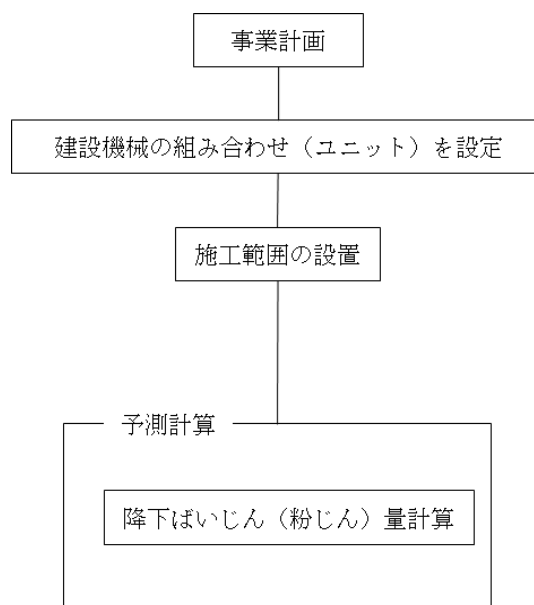 事業計画
建設機械の組み合わせ（ユニット）を設定
施工範囲の設置
予測計算
降下ばいじん（粉じん）量計算